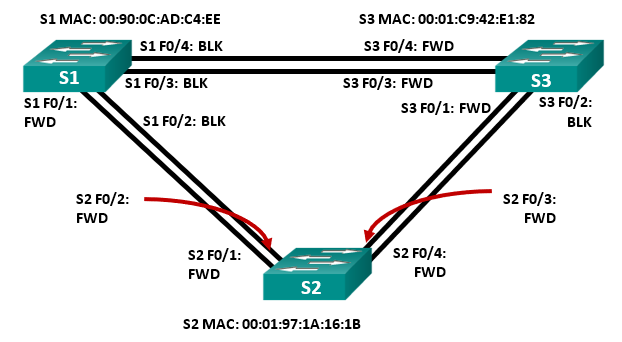 S1 MAC: 00:90:0C:AD:C4:EE
S3 MAC: 00:01:C9:42:E1:82
S1 F0/4: BLK
S3 F0/4: FWD
S1
S3
S1 F0/3: BLK
S3 F0/3: FWD
S1 F0/1:
FWD
S3 F0/1: FWD
S3 F0/2:
BLK
S1 F0/2: BLK
S2 F0/2:
FWD
S2 F0/3:
FWD
S2 F0/1:
FWD
S2 F0/4:
FWD
S2
S2 MAC: 00:01:97:1A:16:1B